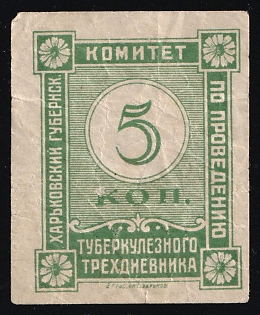 ХАРЬКОВСКИЙ ГУБЕРНСК.
КОМИТЕТ
ПО ПРОВЕДЕНИЮ
5
КОП.
ТУБЕРКУЛЕЗНОГО
ТРЕХДНЕВНИКА